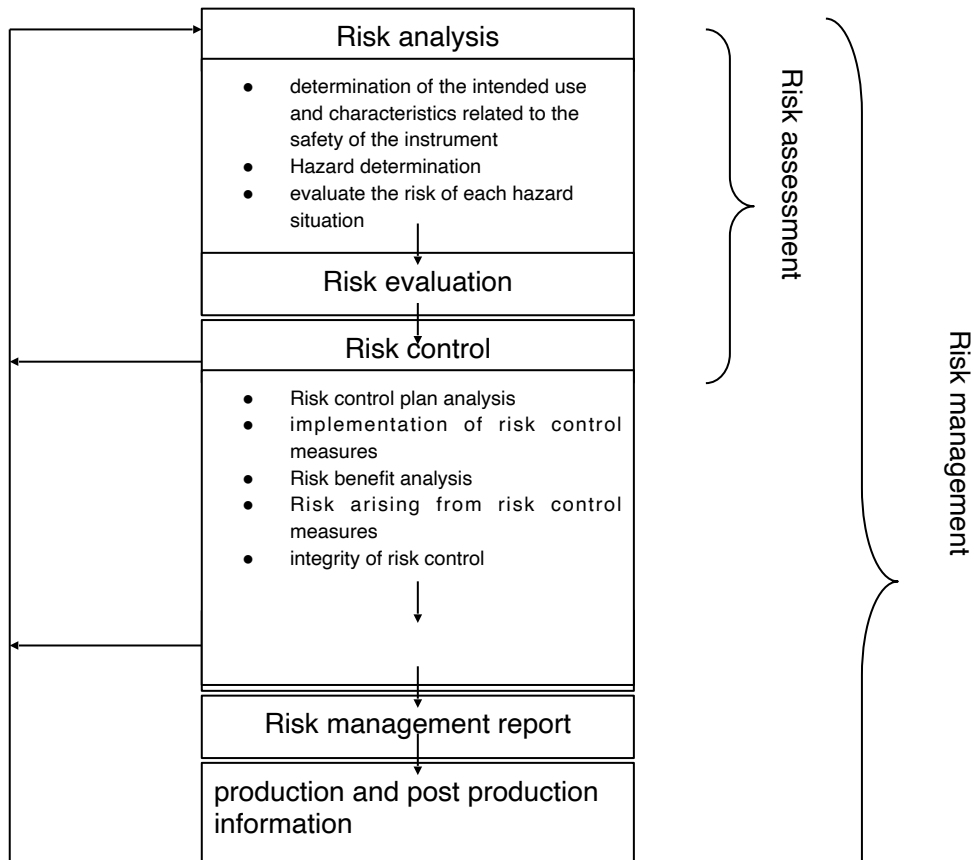 Risk analysis
● determination of the intended use
and characteristics related to the
safety of the instrument
● Hazard determination
● evaluate the risk of each hazard
situation
Risk evaluation
Risk control
● Risk control plan analysis
● implementation of risk control
measures
● Risk benefit analysis
● Risk arising from risk control
measures
● integrity of risk control
Risk management report
production and post production
information
Risk assessment
Risk management